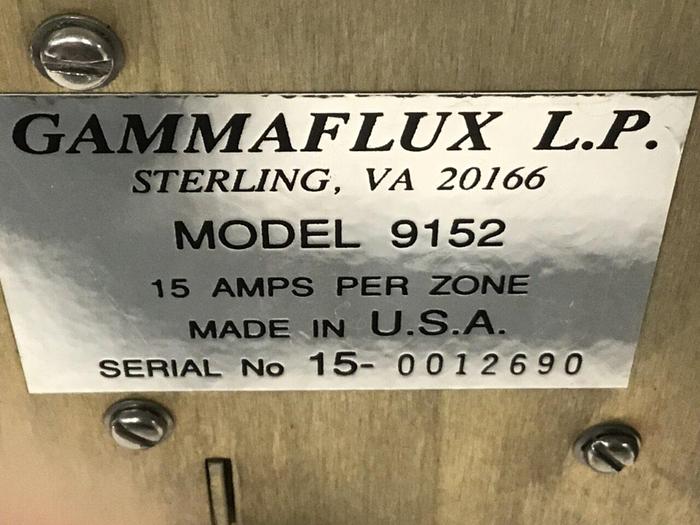 GAMMAFLUX L.P.
STERLING, VA 20166
MODEL 9152
15 AMPS PER ZONE
MADE IN U.S.A.
SERIAL No 15- 0012690